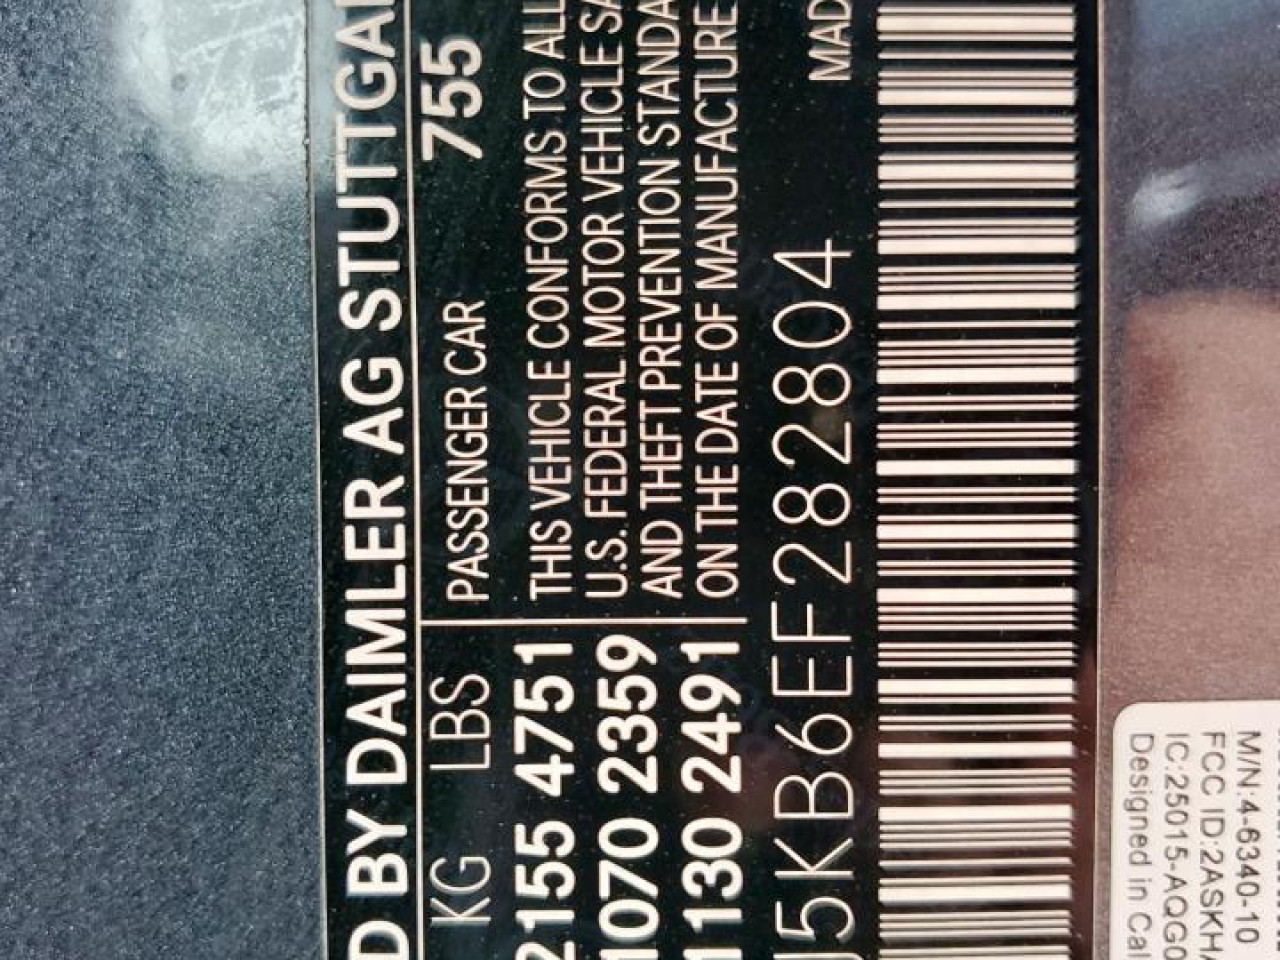 D BY DAIMLER AG STUTTGA
KG LBS PASSENGER CAR 755
2155 4751 THIS VEHICLE CONFORMS TO ALL
1070 2359 U.S. FEDERAL MOTOR VEHICLE SA
1130 2491 AND THEFT PREVENTION STANDA
ON THE DATE OF MANUFACTURE
MAD
J5KB6EF282804
M/N:4-6340-10
FCC ID:2ASKH
IC:25015-AQG0
Designed in Cal